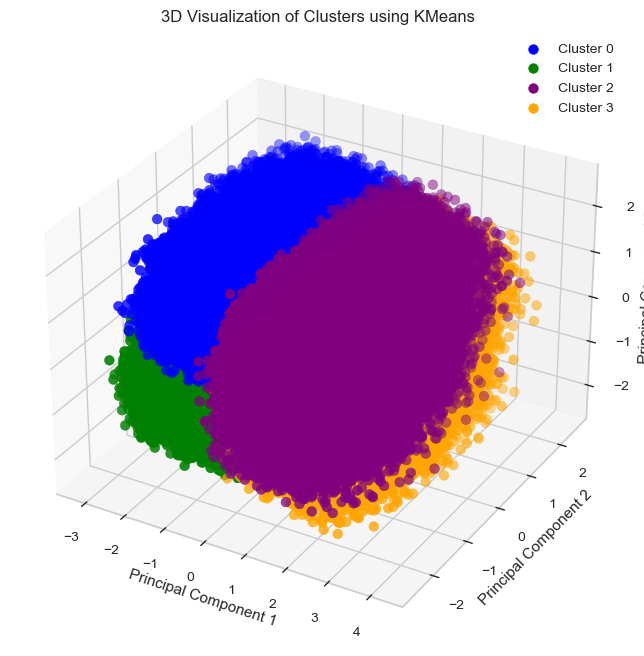 3D Visualization of Clusters using KMeans
Cluster 0
Cluster 1
Cluster 2
Cluster 3
2
1
0
−1
−2
2
1
0
−1
−2
Principal Component 2
−3
−2
−1
0
1
2
3
4
Principal Component 1